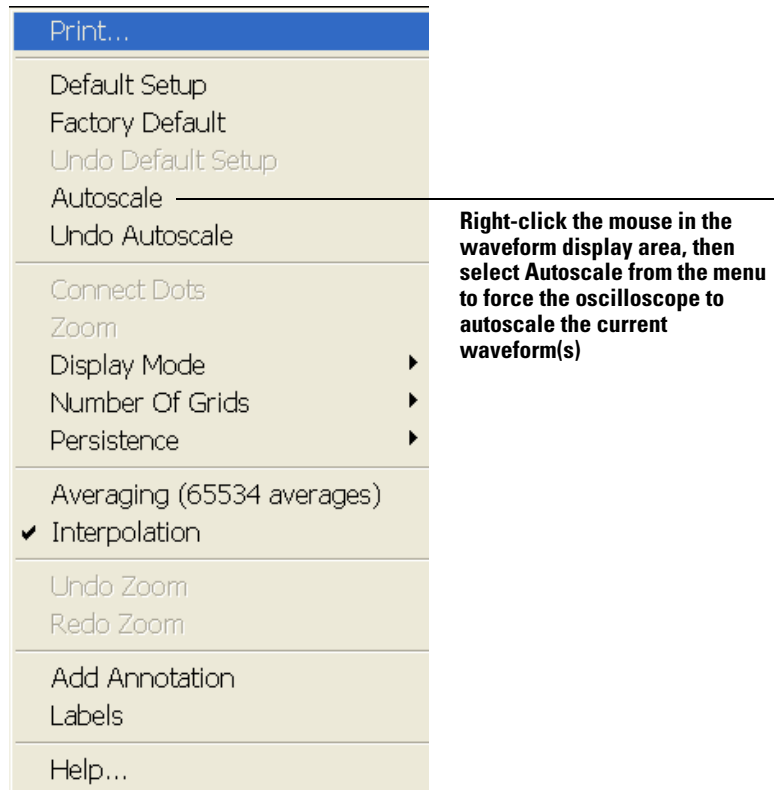 Print...
Default Setup
Factory Default
Undo Default Setup
Autoscale
Undo Autoscale
Connect Dots
Zoom
Display Mode
Number Of Grids
Persistence
Averaging (65534 averages)
Interpolation
Undo Zoom
Redo Zoom
Add Annotation
Labels
Help...
Right-click the mouse in the
waveform display area, then
select Autoscale from the menu
to force the oscilloscope to
autoscale the current
waveform(s)